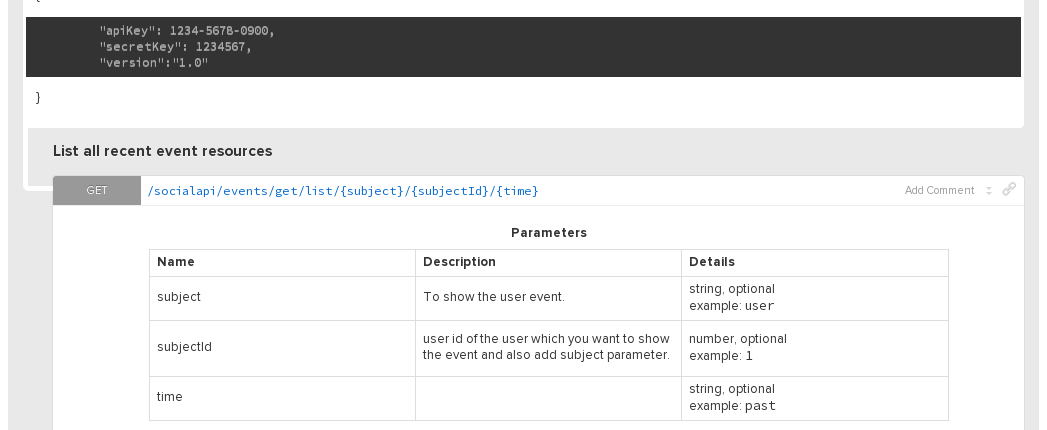 "apiKey": 1234-5678-0900,
"secretKey": 1234567,
"version":"1.0"
}
List all recent event resources
GET /socialapi/events/get/list/{subject}/{subjectId}/{time} Add Comment
Parameters
Name Description Details
subject To show the user event. string, optional
example: user
subjectId user id of the user which you want to show number, optional
the event and also add subject parameter. example: 1
time string, optional
example: past